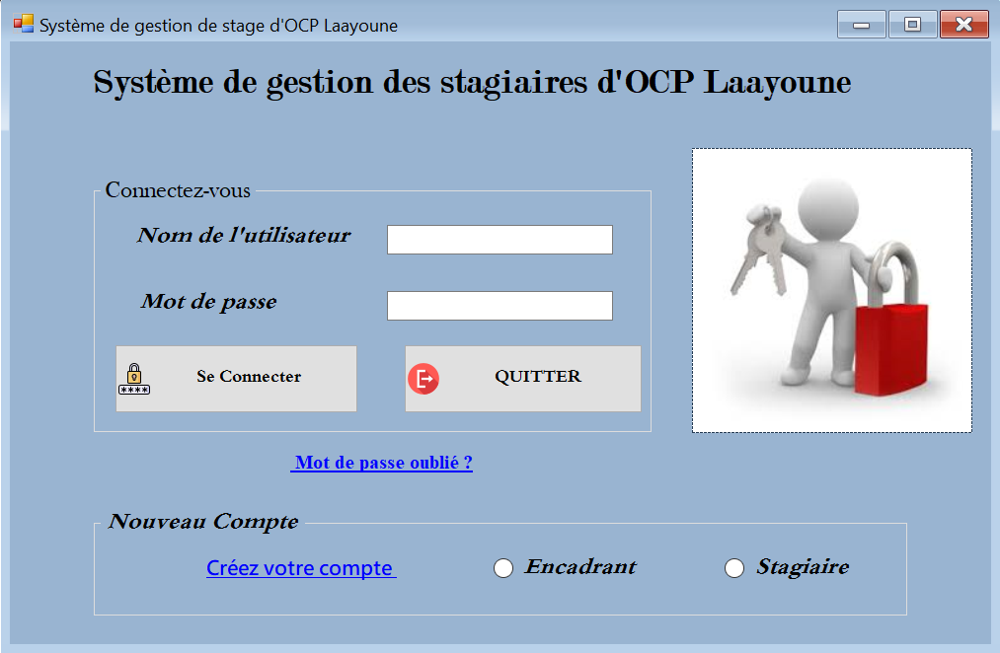 Système de gestion de stage d'OCP Laayoune
Système de gestion des stagiaires d'OCP Laayoune
Connectez-vous
Nom de l'utilisateur
Mot de passe
**** Se Connecter QUITTER
Mot de passe oublié ?
Nouveau Compte
Créez votre compte Encadrant Stagiaire